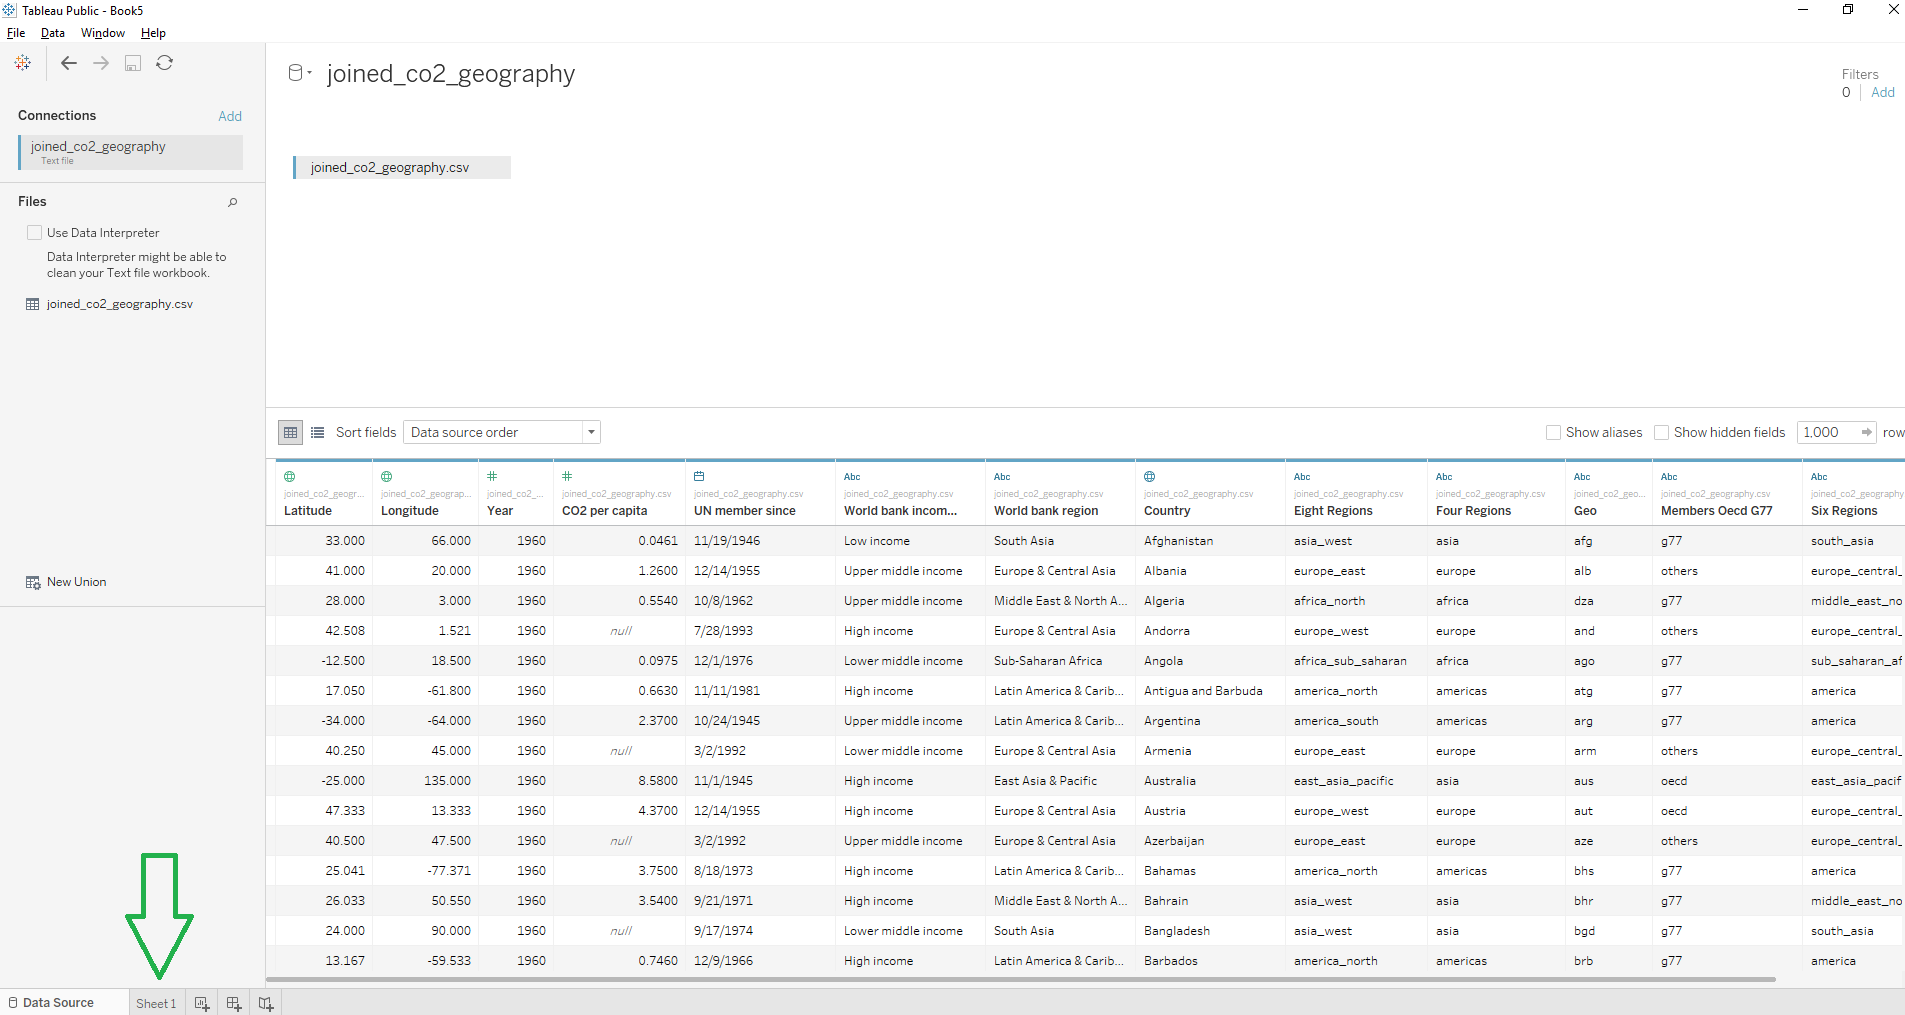 Tableau Public - Book5
File Data Window Help
Connections Add
joined_co2_geography
Text file
Files
Use Data Interpreter
Data Interpreter might be able to
clean your Text file workbook.
joined_co2_geography.csv
New Union
joined_co2_geography
Filters
0 Add
joined_co2_geography.csv
Sort fields Data source order Show aliases Show hidden fields 1,000 row
Abc Abc Abc Abc Abc Abc Abc
joined_co2_geogr... joined_co2_geograp... joined_co2_... joined_co2_geography.csv joined_co2_geography.csv joined_co2_geography.csv joined_co2_geography.csv joined_co2_geography.csv joined_co2_geography.csv joined_co2_geography.csv joined_co2_geo... joined_co2_geography.csv joined_co2_geography
Latitude Longitude Year CO2 per capita UN member since World bank incom... World bank region Country Eight Regions Four Regions Geo Members Oecd G77 Six Regions
33.000 66.000 1960 0.0461 11/19/1946 Low income South Asia Afghanistan asia_west asia afg g77 south_asia
41.000 20.000 1960 1.2600 12/14/1955 Upper middle income Europe & Central Asia Albania europe_east europe alb others europe_central_
28.000 3.000 1960 0.5540 10/8/1962 Upper middle income Middle East & North A... Algeria africa_north africa dza g77 middle_east_no
42.508 1.521 1960 null 7/28/1993 High income Europe & Central Asia Andorra europe_west europe and others europe_central_
-12.500 18.500 1960 0.0975 12/1/1976 Lower middle income Sub-Saharan Africa Angola africa_sub_saharan africa ago g77 sub_saharan_af
17.050 -61.800 1960 0.6630 11/11/1981 High income Latin America & Carib... Antigua and Barbuda america_north americas atg g77 america
-34.000 -64.000 1960 2.3700 10/24/1945 Upper middle income Latin America & Carib... Argentina america_south americas arg g77 america
40.250 45.000 1960 null 3/2/1992 Lower middle income Europe & Central Asia Armenia europe_east europe arm others europe_central_
-25.000 135.000 1960 8.5800 11/1/1945 High income East Asia & Pacific Australia east_asia_pacific asia aus oecd east_asia_pacif
47.333 13.333 1960 4.3700 12/14/1955 High income Europe & Central Asia Austria europe_west europe aut oecd europe_central_
40.500 47.500 1960 null 3/2/1992 Upper middle income Europe & Central Asia Azerbaijan europe_east europe aze others europe_central_
25.041 -77.371 1960 3.7500 8/18/1973 High income Latin America & Carib... Bahamas america_north americas bhs g77 america
26.033 50.550 1960 3.5400 9/21/1971 High income Middle East & North A... Bahrain asia_west asia bhr g77 middle_east_no
24.000 90.000 1960 null 9/17/1974 Lower middle income South Asia Bangladesh asia_west asia bgd g77 south_asia
13.167 -59.533 1960 0.7460 12/9/1966 High income Latin America & Carib... Barbados america_north americas brb g77 america
Data Source Sheet 1